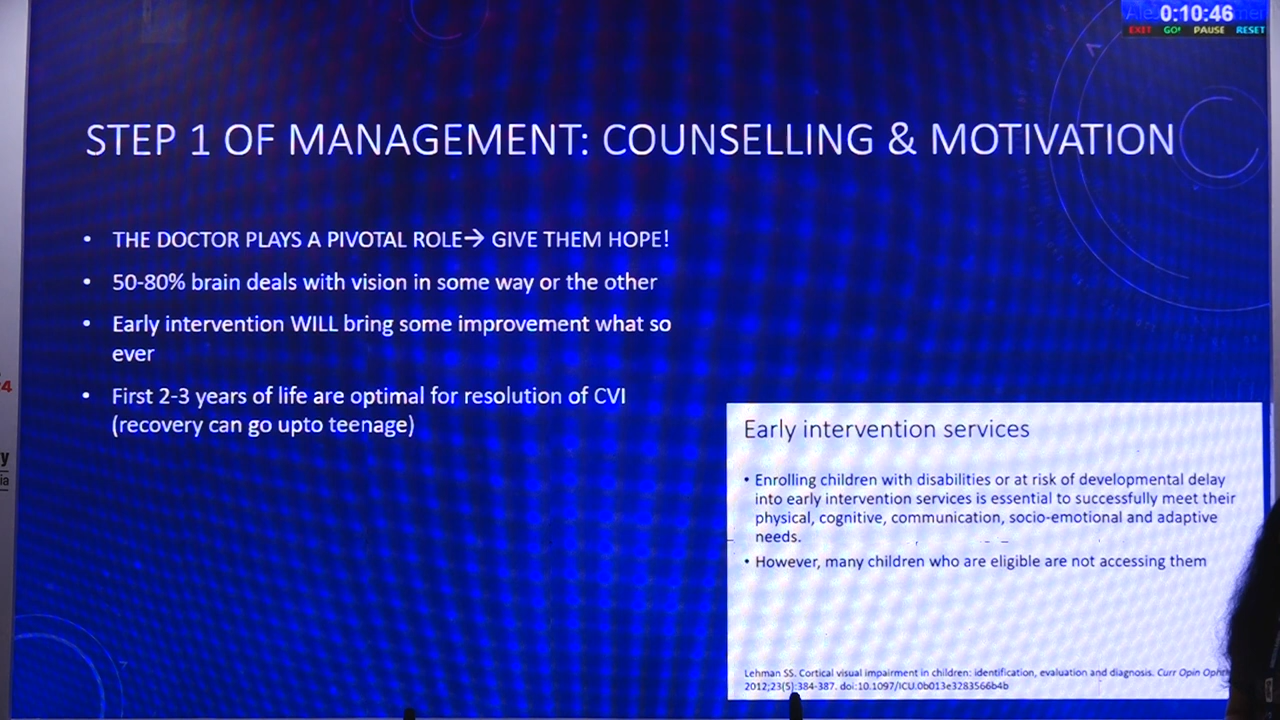 0:10:46
EXIT GO! PAUSE RESET
STEP 1 OF MANAGEMENT: COUNSELLING & MOTIVATION
• THE DOCTOR PLAYS A PIVOTAL ROLE→ GIVE THEM HOPE!
• 50-80% brain deals with vision in some way or the other
• Early intervention WILL bring some improvement what so
ever
• First 2-3 years of life are optimal for resolution of CVI
(recovery can go upto teenage)
Early intervention services
• Enrolling children with disabilities or at risk of developmental delay
into early intervention services is essential to successfully meet their
physical, cognitive, communication, socio-emotional and adaptive
needs.
• However, many children who are eligible are not accessing them
Lehman SS. Cortical visual impairment in children: identification, evaluation and diagnosis. Curr Opin
2012;23(5):384-387. doi:10.1097/ICU.0b013e3283566b4b